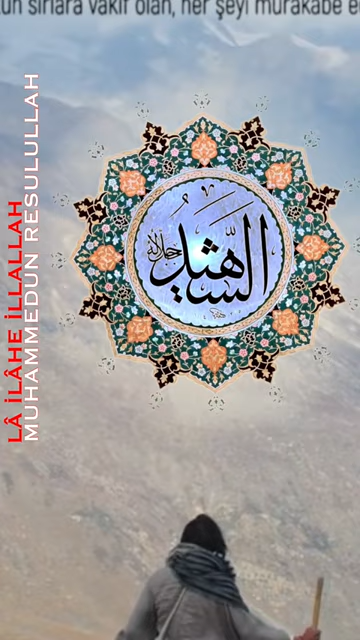 sırlara vakıf olan, her şeyi murakabe
LÂ İLÂHE İLLALLAH
MUHAMMEDUN RESULULLAH
الشهيد
جل جلاله